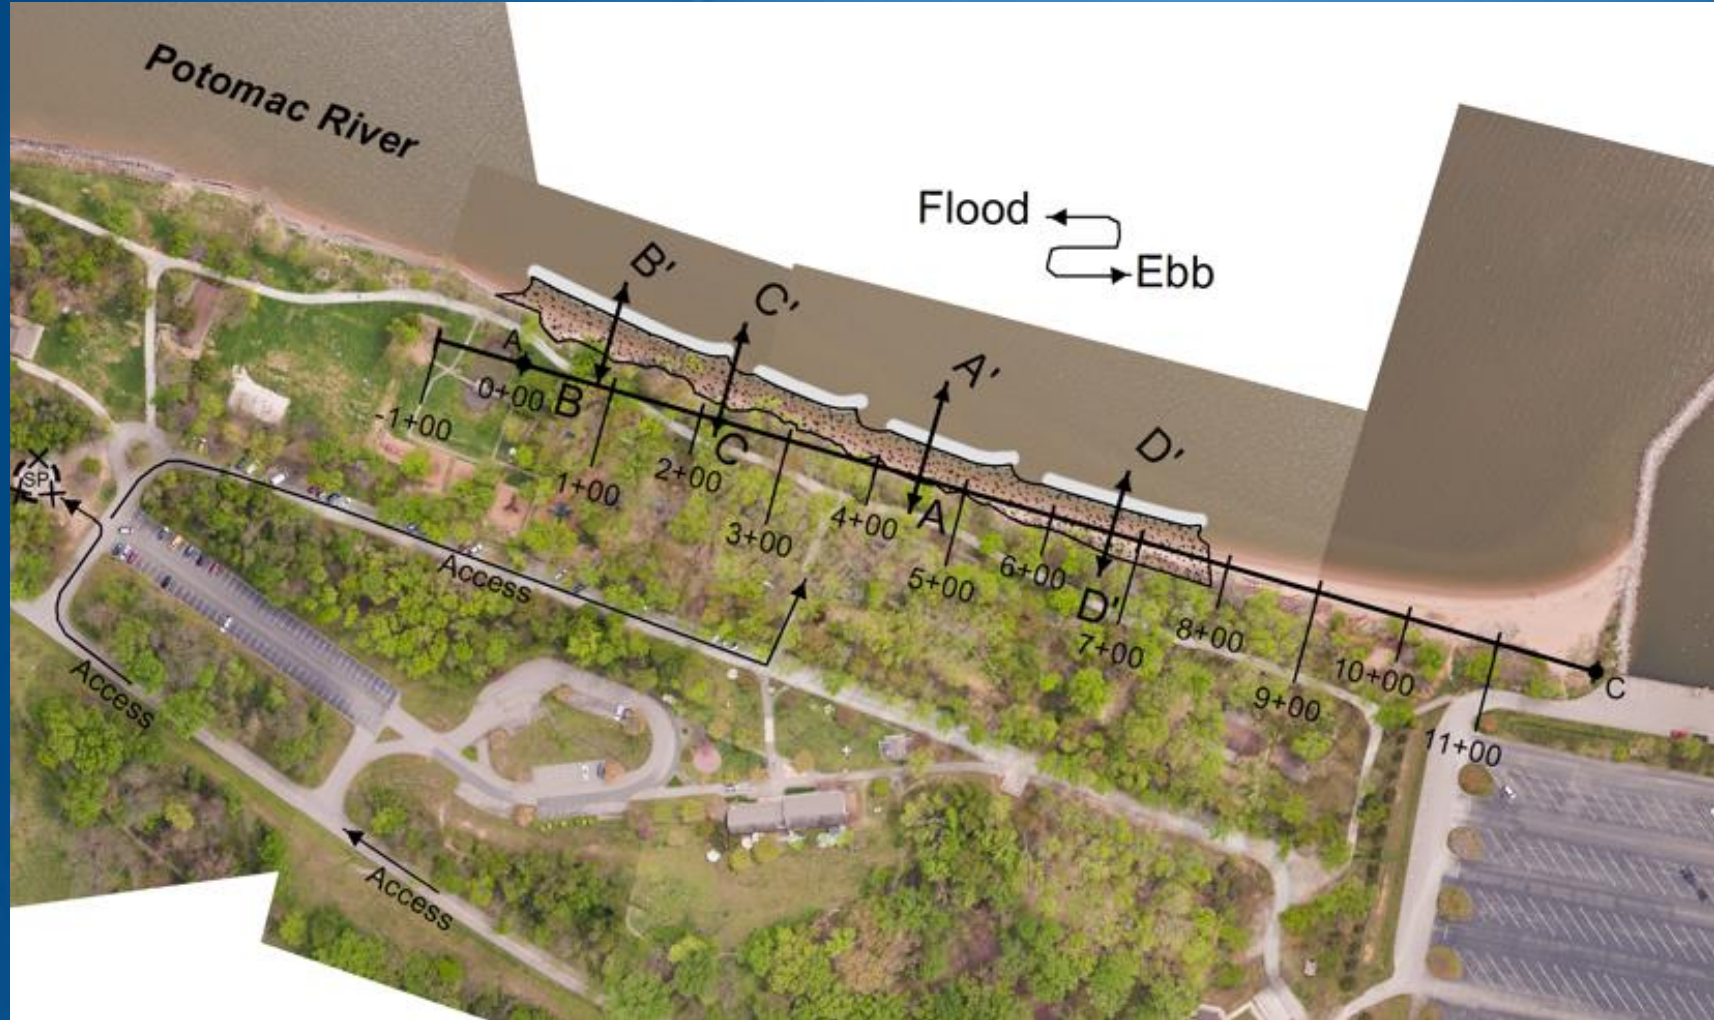 Potomac River
Flood
Ebb
B'
C'
A'
D'
A
0+00
B
-1+00
1+00
2+00
C
3+00
4+00
A
5+00
6+00
D'
7+00
8+00
9+00
10+00
11+00
C
SP
Access
Access
Access